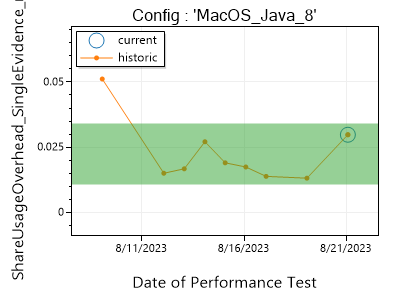 Config : 'MacOS_Java_8'
current
historic
ShareUsageOverhead_SingleEvidence_
0.05
0.025
0
8/11/2023
8/16/2023
8/21/2023
Date of Performance Test